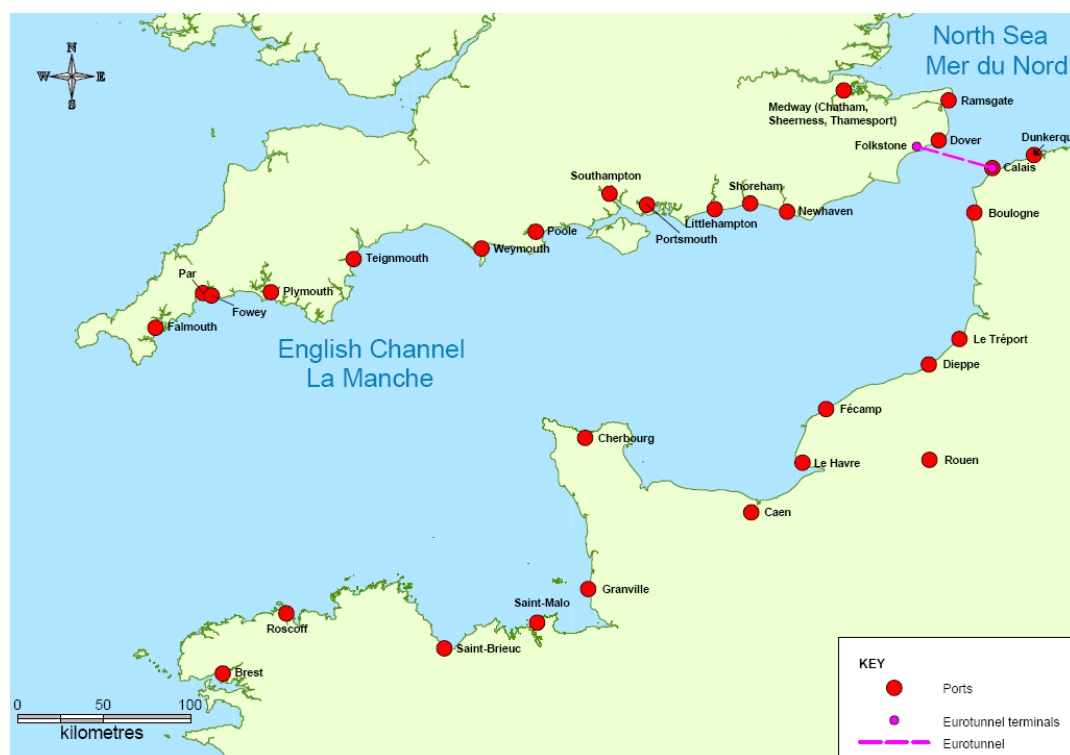 North Sea
Mer du Nord
N
W E
S
Medway (Chatham,
Sheerness, Thamesport)
Ramsgate
Dover
Folkstone
Dunkerqu
Calais
Southampton
Shoreham
Boulogne
Littlehampton
Newhaven
Portsmouth
Poole
Weymouth
Teignmouth
Par
Plymouth
Fowey
Falmouth
English Channel
La Manche
Le Tréport
Dieppe
Fécamp
Cherbourg
Le Havre
Rouen
Caen
Granville
Saint-Malo
Roscoff
Saint-Brieuc
Brest
0 50 100
kilometres
KEY
Ports
Eurotunnel terminals
Eurotunnel